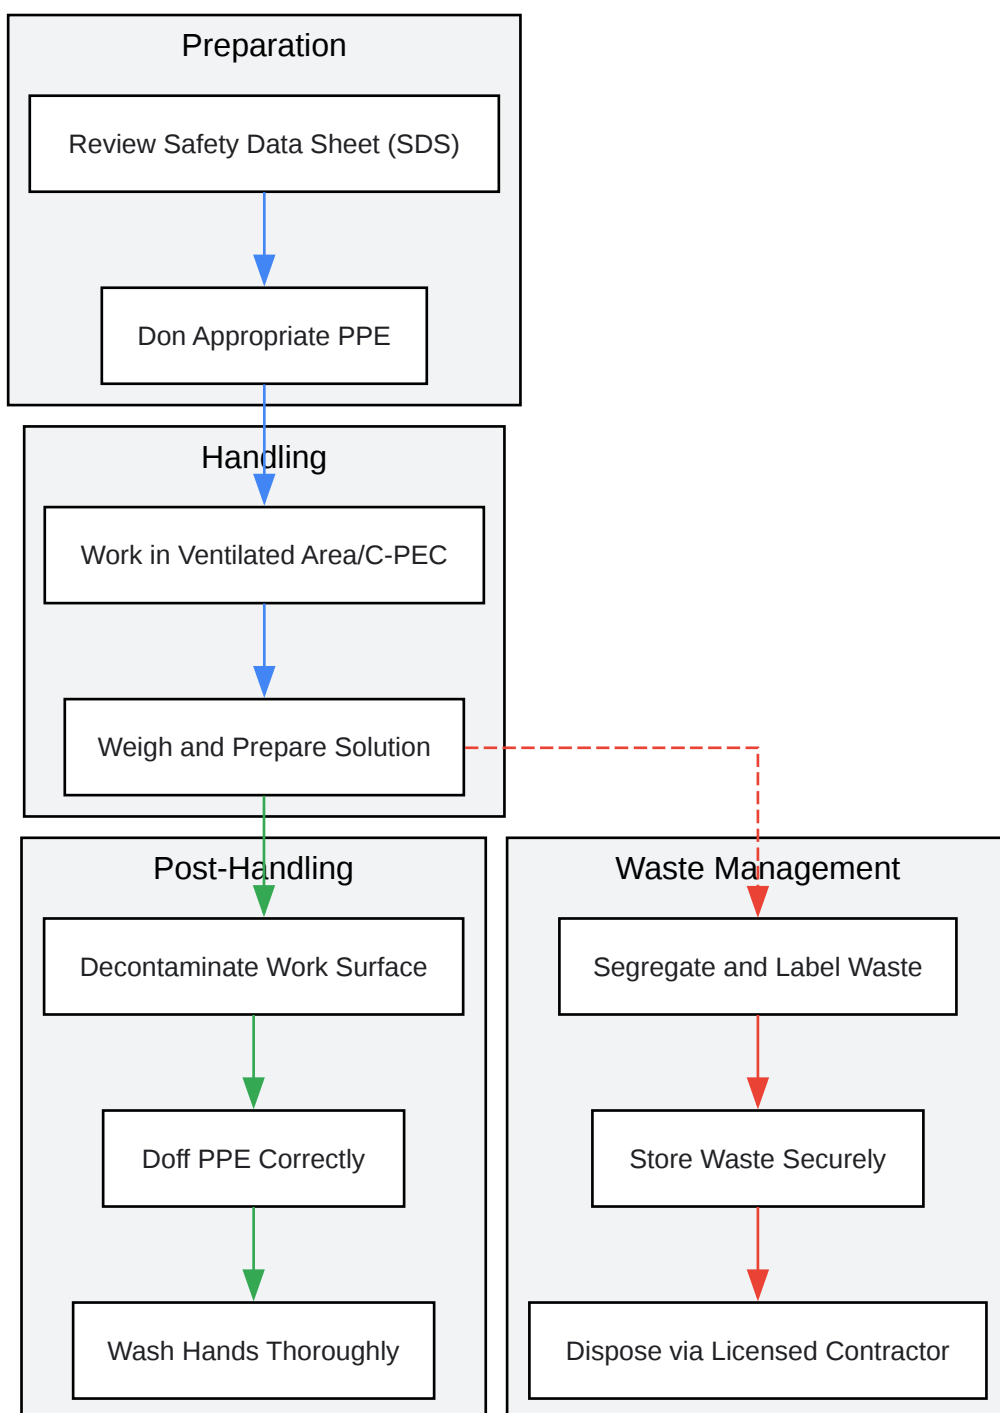 Preparation
Review Safety Data Sheet (SDS)
Don Appropriate PPE
Handling
Work in Ventilated Area/C-PEC
Weigh and Prepare Solution
Post-Handling
Decontaminate Work Surface
Doff PPE Correctly
Wash Hands Thoroughly
Waste Management
Segregate and Label Waste
Store Waste Securely
Dispose via Licensed Contractor